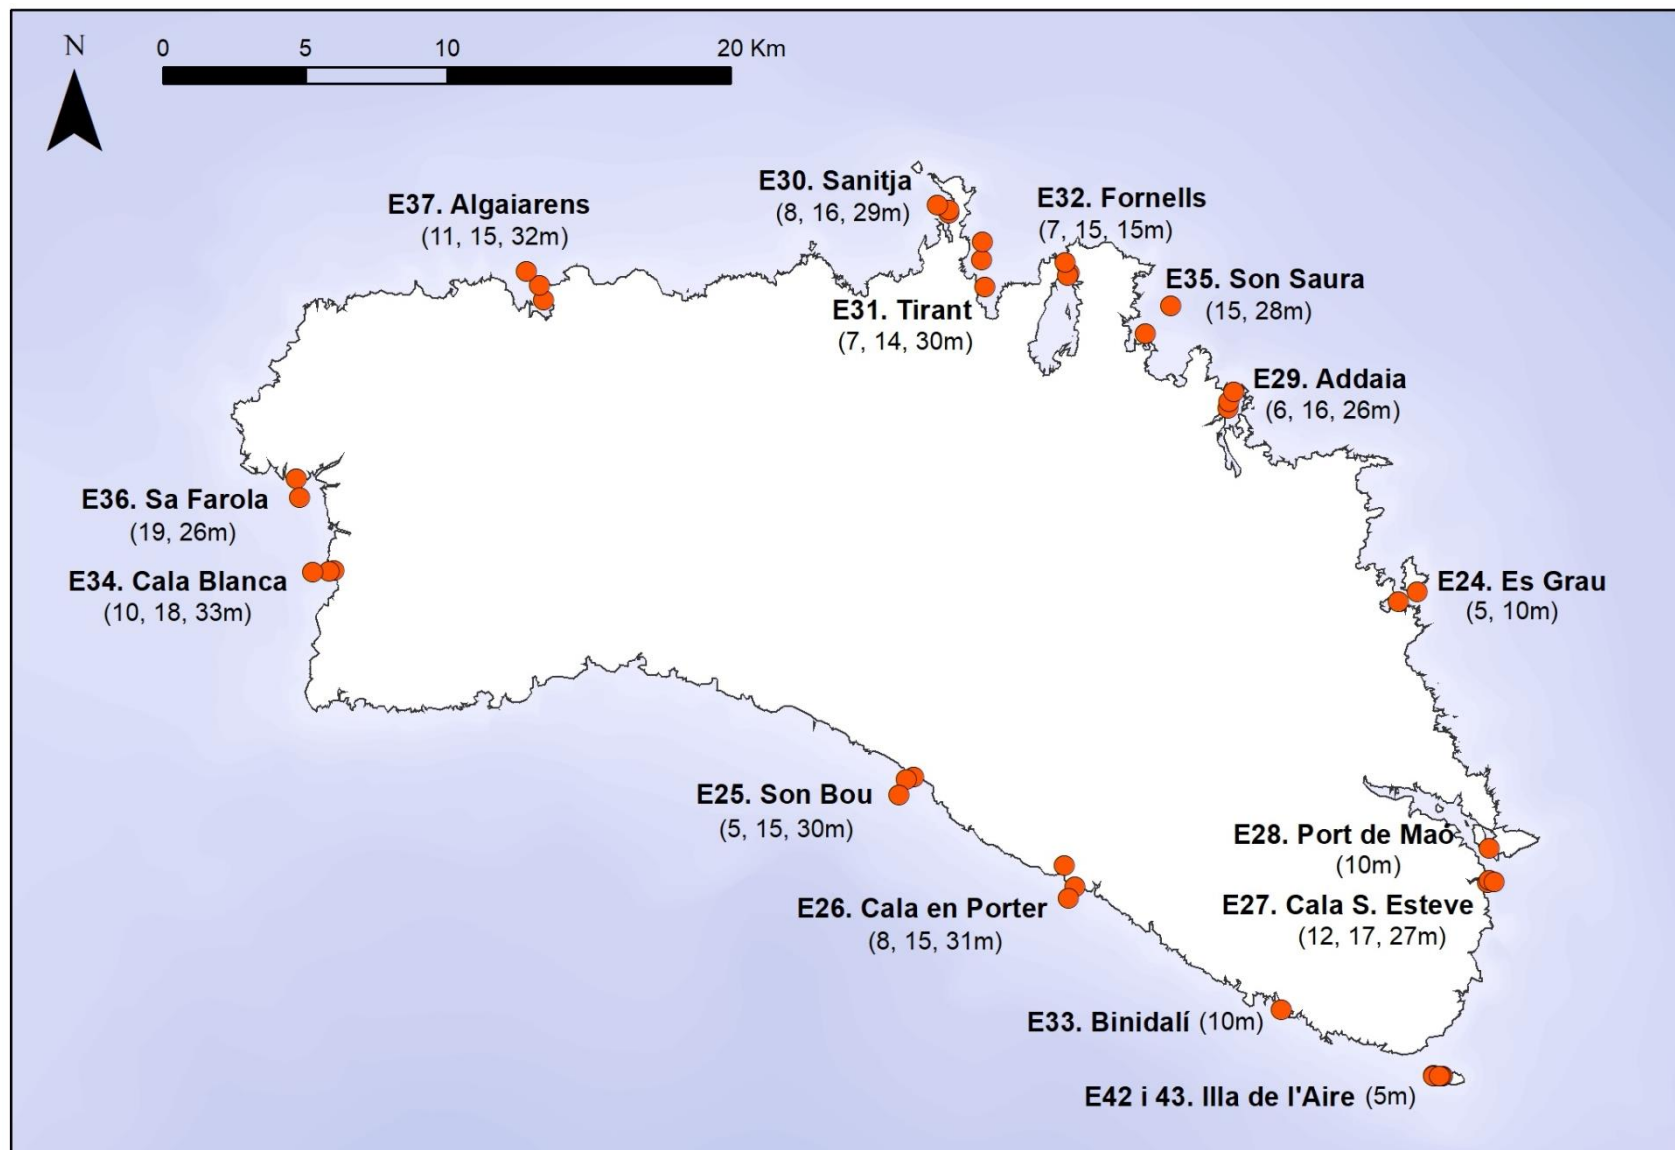 N
0 5 10 20 Km
E30. Sanitja
(8, 16, 29m)
E37. Algaiarens
(11, 15, 32m)
E32. Fornells
(7, 15, 15m)
E35. Son Saura
(15, 28m)
E31. Tirant
(7, 14, 30m)
E29. Addaia
(6, 16, 26m)
E36. Sa Farola
(19, 26m)
E34. Cala Blanca
(10, 18, 33m)
E24. Es Grau
(5, 10m)
E25. Son Bou
(5, 15, 30m)
E28. Port de Maó
(10m)
E27. Cala S. Esteve
(12, 17, 27m)
E26. Cala en Porter
(8, 15, 31m)
E33. Binidalí (10m)
E42 i 43. Illa de l'Aire (5m)